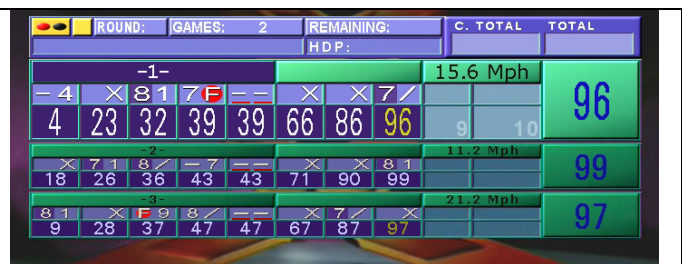 ROUND: GAMES: 2 REMAINING: C. TOTAL TOTAL
HDP:
-1- 15.6 Mph
- 4 X 8 1 7 F - - X X 7 /
4 23 32 39 39 66 86 96 9 10 96
-2- 11.2 Mph
X 7 1 8 / - 7 - - X X 8 1
18 26 36 43 43 71 90 99 99
-3- 21.2 Mph
8 1 X F 9 8 / - - X 7 / X
9 28 37 47 47 67 87 97 97